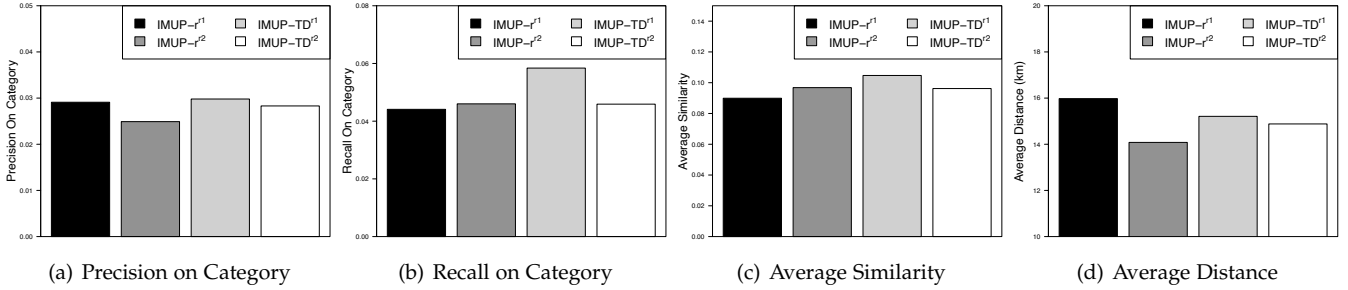 Precision On Category
0.00
0.01
0.02
0.03
0.04
0.05
IMUP−r^r1
IMUP−r^r2
IMUP−TD^r1
IMUP−TD^r2
(a) Precision on Category
Recall On Category
0.00
0.02
0.04
0.06
0.08
IMUP−r^r1
IMUP−r^r2
IMUP−TD^r1
IMUP−TD^r2
(b) Recall on Category
Average Similarity
0.00
0.02
0.04
0.06
0.08
0.10
0.12
0.14
IMUP−r^r1
IMUP−r^r2
IMUP−TD^r1
IMUP−TD^r2
(c) Average Similarity
Average Distance (km)
10
12
14
16
18
20
IMUP−r^r1
IMUP−r^r2
IMUP−TD^r1
IMUP−TD^r2
(d) Average Distance